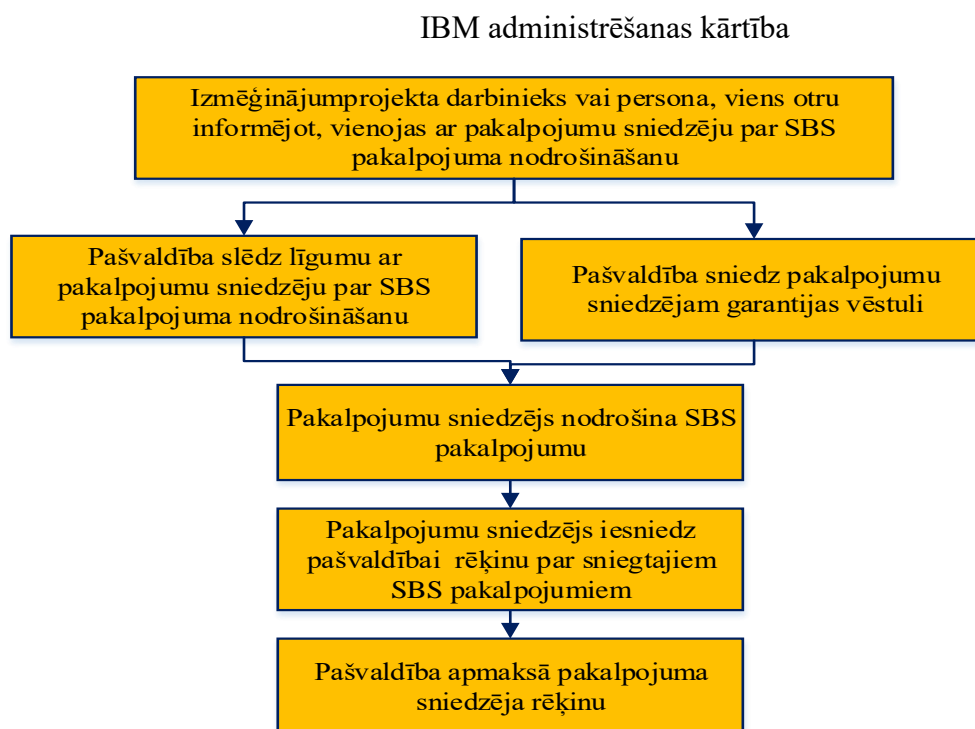 IBM administrēšanas kārtība
Izmēģinājumprojekta darbinieks vai persona, viens otru
informējot, vienojas ar pakalpojumu sniedzēju par SBS
pakalpojuma nodrošināšanu
Pašvaldība slēdz līgumu ar
pakalpojumu sniedzēju par SBS
pakalpojuma nodrošināšanu
Pašvaldība sniedz pakalpojumu
sniedzējam garantijas vēstuli
Pakalpojumu sniedzējs nodrošina SBS
pakalpojumu
Pakalpojumu sniedzējs iesniedz
pašvaldībai rēķinu par sniegtajiem
SBS pakalpojumiem
Pašvaldība apmaksā pakalpojuma
sniedzēja rēķinu